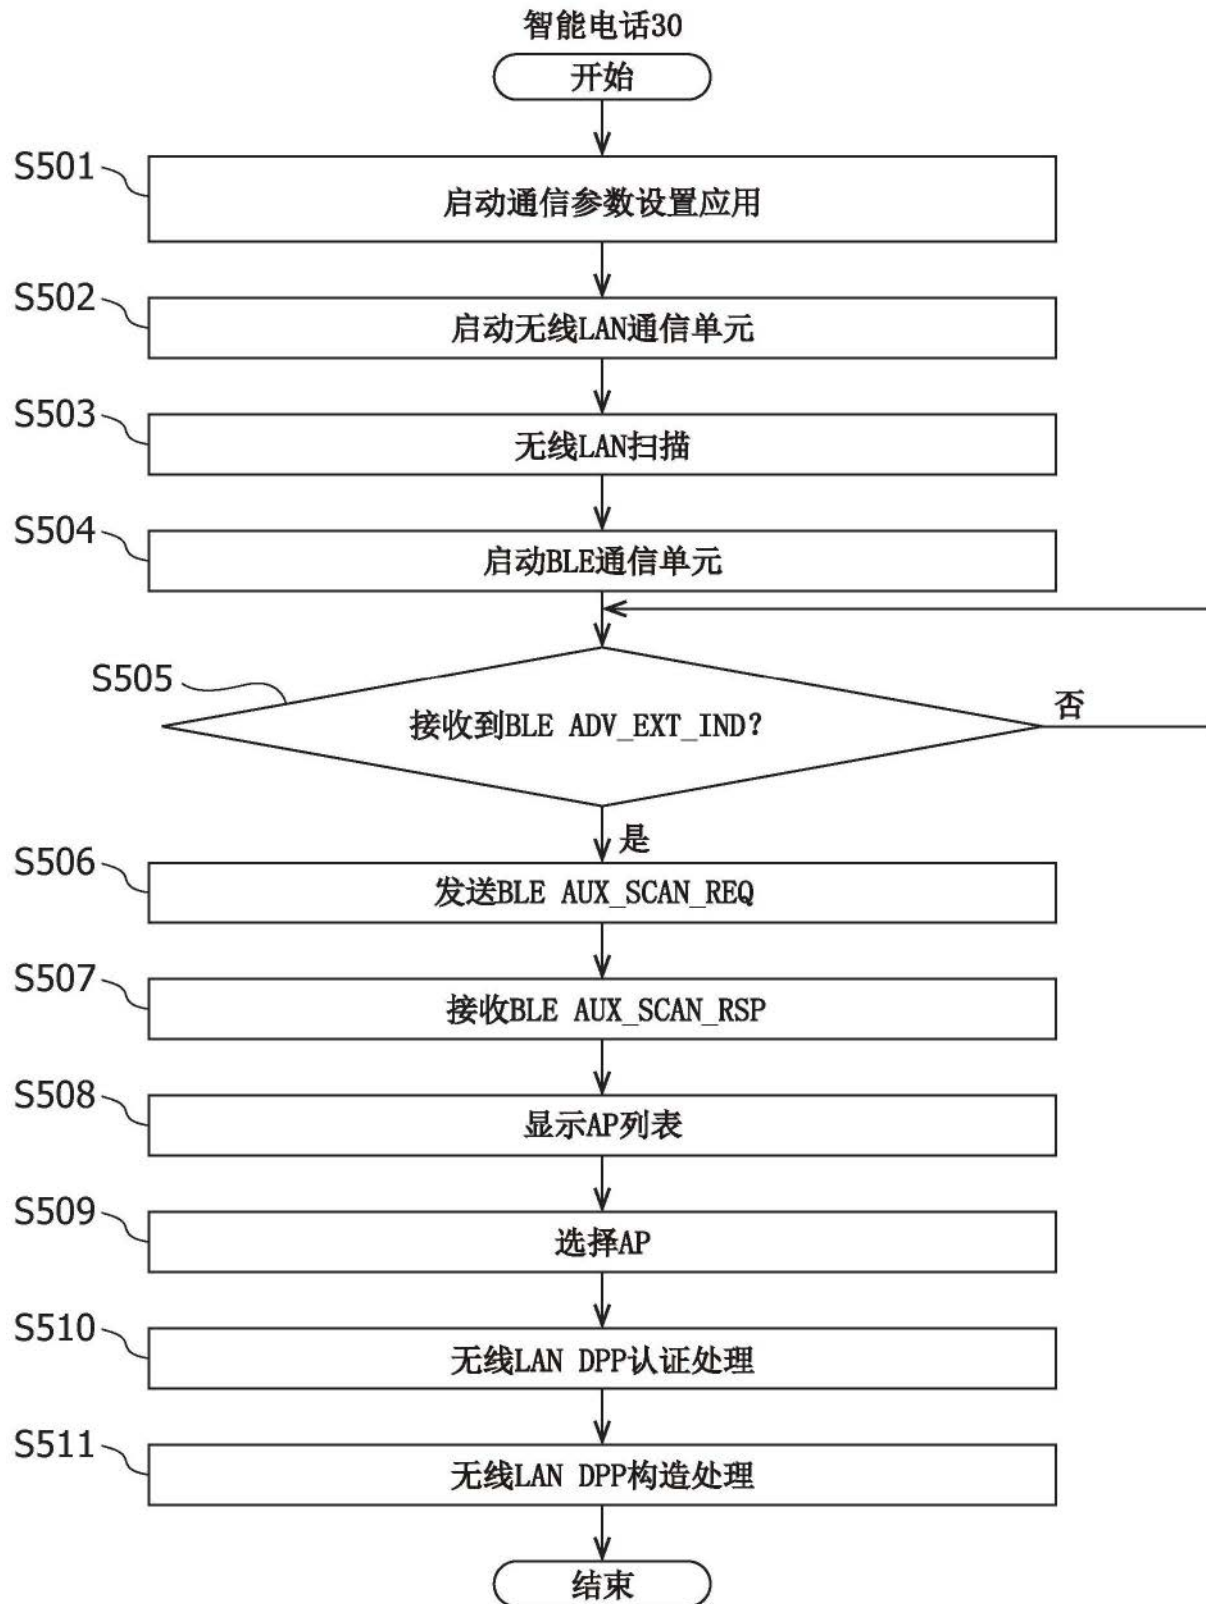 智能电话30
开始
S501
启动通信参数设置应用
S502
启动无线LAN通信单元
S503
无线LAN扫描
S504
启动BLE通信单元
S505
接收到BLE ADV_EXT_IND?
否
是
S506
发送BLE AUX_SCAN_REQ
S507
接收BLE AUX_SCAN_RSP
S508
显示AP列表
S509
选择AP
S510
无线LAN DPP认证处理
S511
无线LAN DPP构造处理
结束